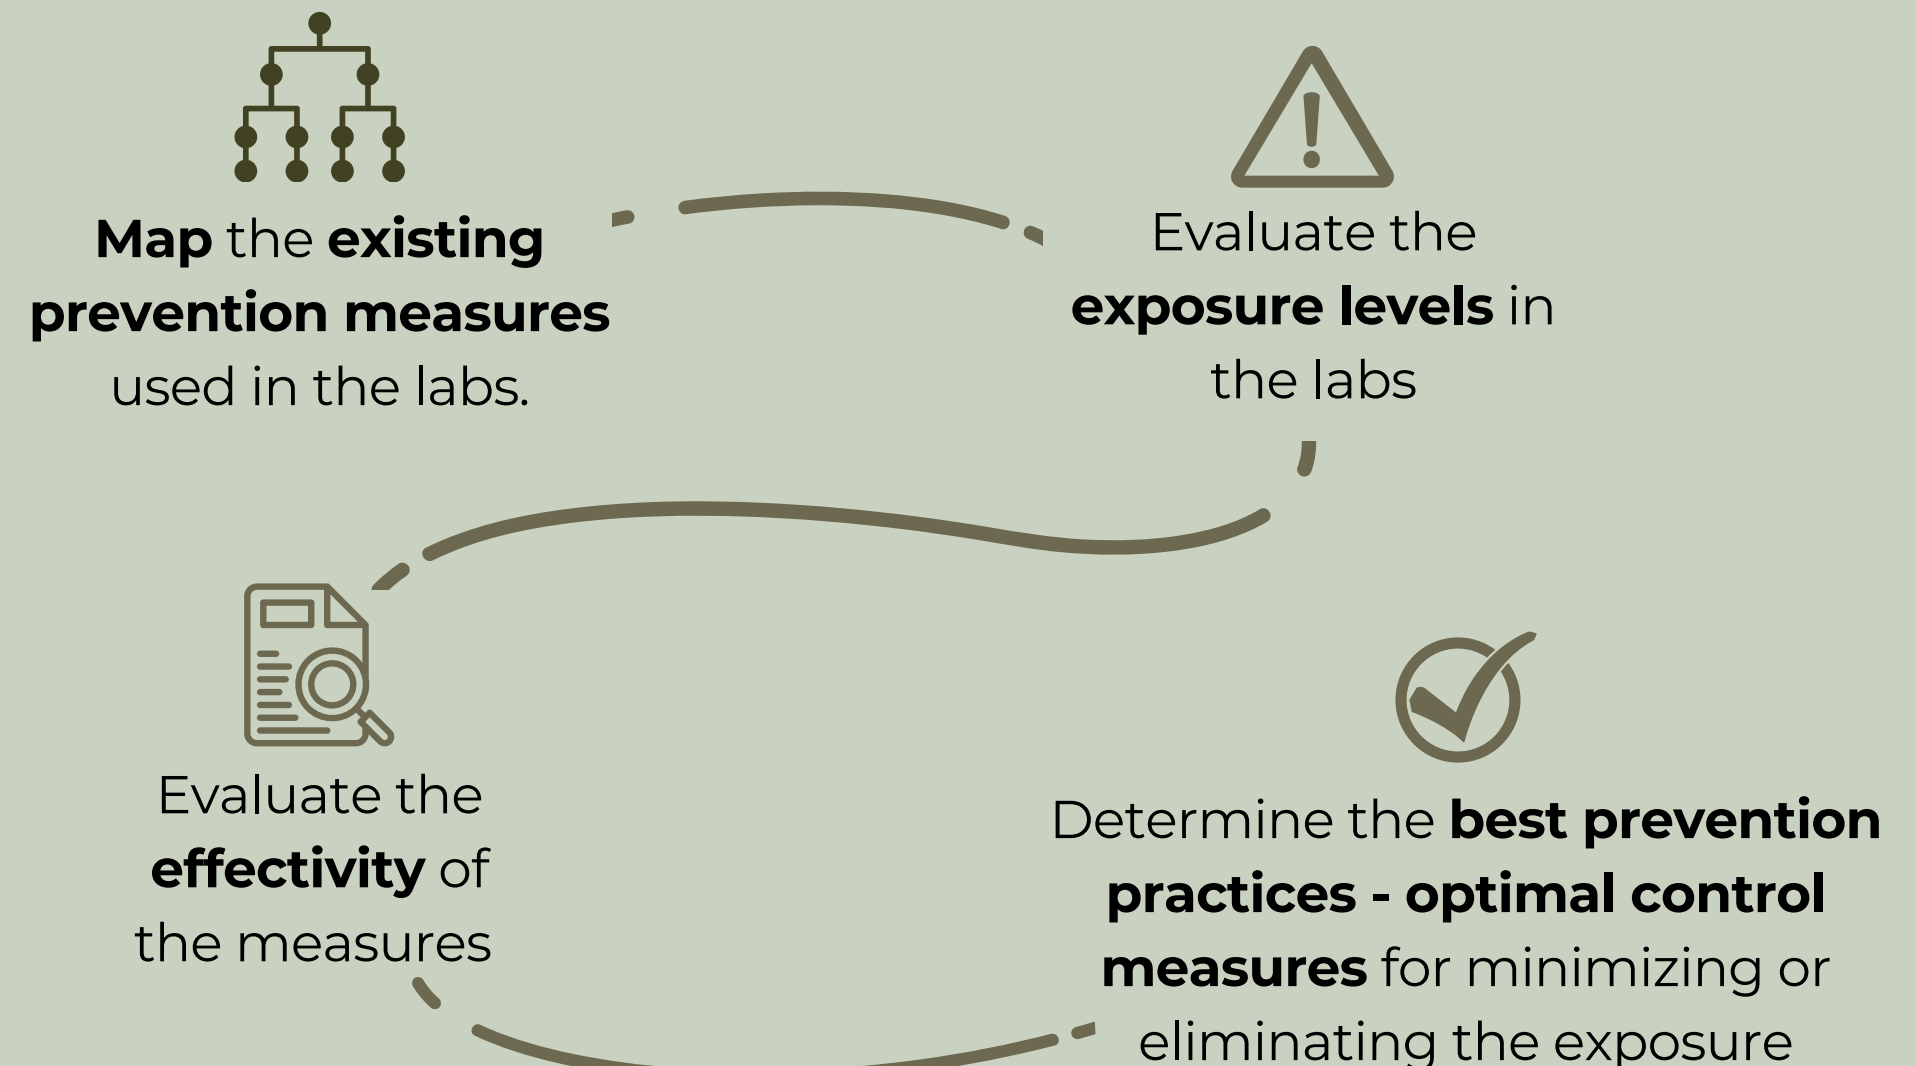 Map the existing
prevention measures
used in the labs.
Evaluate the
exposure levels in
the labs
Evaluate the
effectivity of
the measures
Determine the best prevention
practices - optimal control
measures for minimizing or
eliminating the exposure